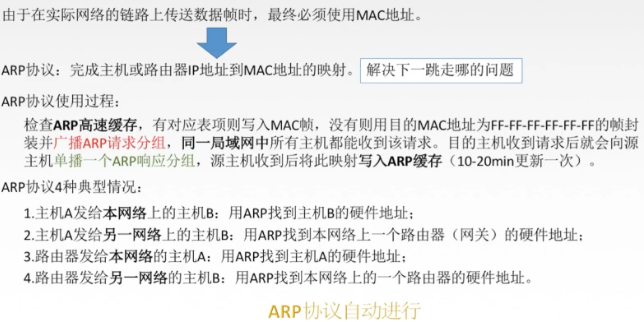 由于在实际网络的链路上传送数据帧时，最终必须使用MAC地址。
ARP协议：完成主机或路由器IP地址到MAC地址的映射。 解决下一跳走哪的问题
ARP协议使用过程：
检查ARP高速缓存，有对应表项则写入MAC帧，没有则用目的MAC地址为FF-FF-FF-FF-FF-FF的帧封
装并广播ARP请求分组，同一局域网中所有主机都能收到该请求。目的主机收到请求后就会向源
主机单播一个ARP响应分组，源主机收到后将此映射写入ARP缓存（10-20min更新一次）。
ARP协议4种典型情况：
1.主机A发给本网络上的主机B：用ARP找到主机B的硬件地址；
2.主机A发给另一网络上的主机B：用ARP找到本网络上一个路由器（网关）的硬件地址；
3.路由器发给本网络的主机A：用ARP找到主机A的硬件地址；
4.路由器发给另一网络的主机B：用ARP找到本网络上的一个路由器的硬件地址。
ARP协议自动进行